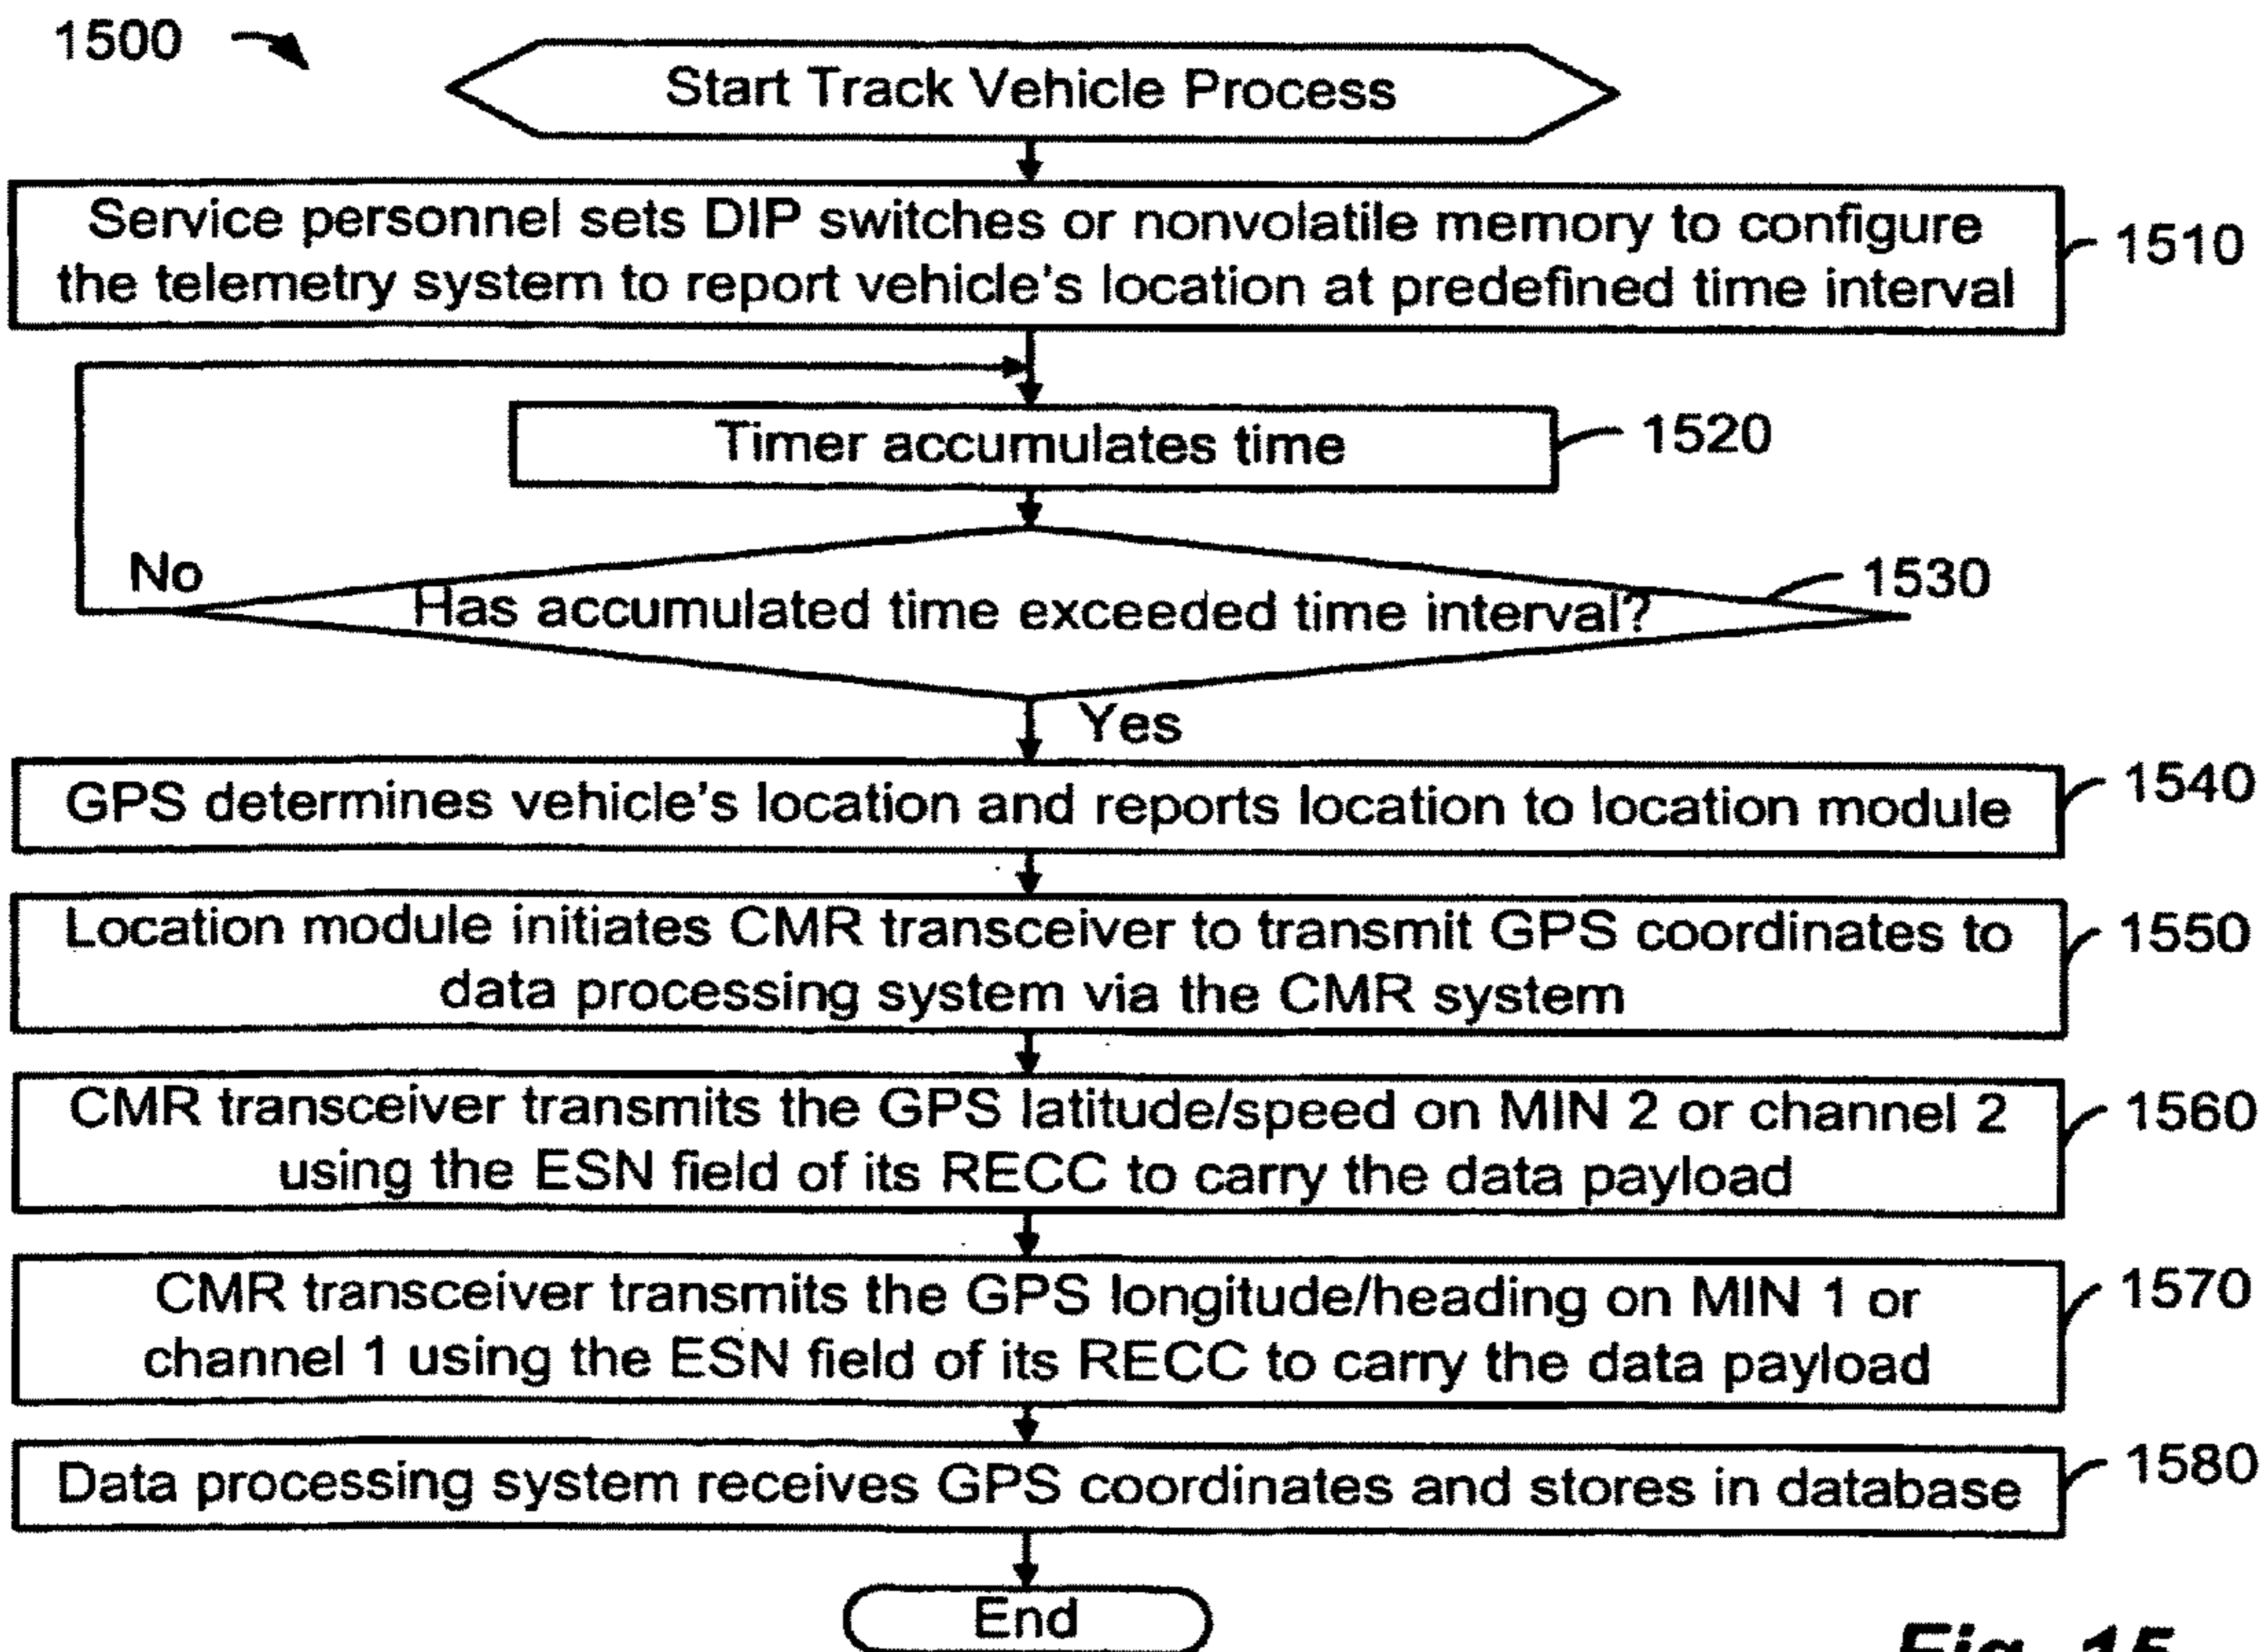 1500
Start Track Vehicle Process
Service personnel sets DIP switches or nonvolatile memory to configure
the telemetry system to report vehicle's location at predefined time interval
1510
Timer accumulates time
1520
No
Has accumulated time exceeded time interval?
1530
Yes
GPS determines vehicle's location and reports location to location module
1540
Location module initiates CMR transceiver to transmit GPS coordinates to
data processing system via the CMR system
1550
CMR transceiver transmits the GPS latitude/speed on MIN 2 or channel 2
using the ESN field of its RECC to carry the data payload
1560
CMR transceiver transmits the GPS longitude/heading on MIN 1 or
channel 1 using the ESN field of its RECC to carry the data payload
1570
Data processing system receives GPS coordinates and stores in database
1580
End
Fig. 15